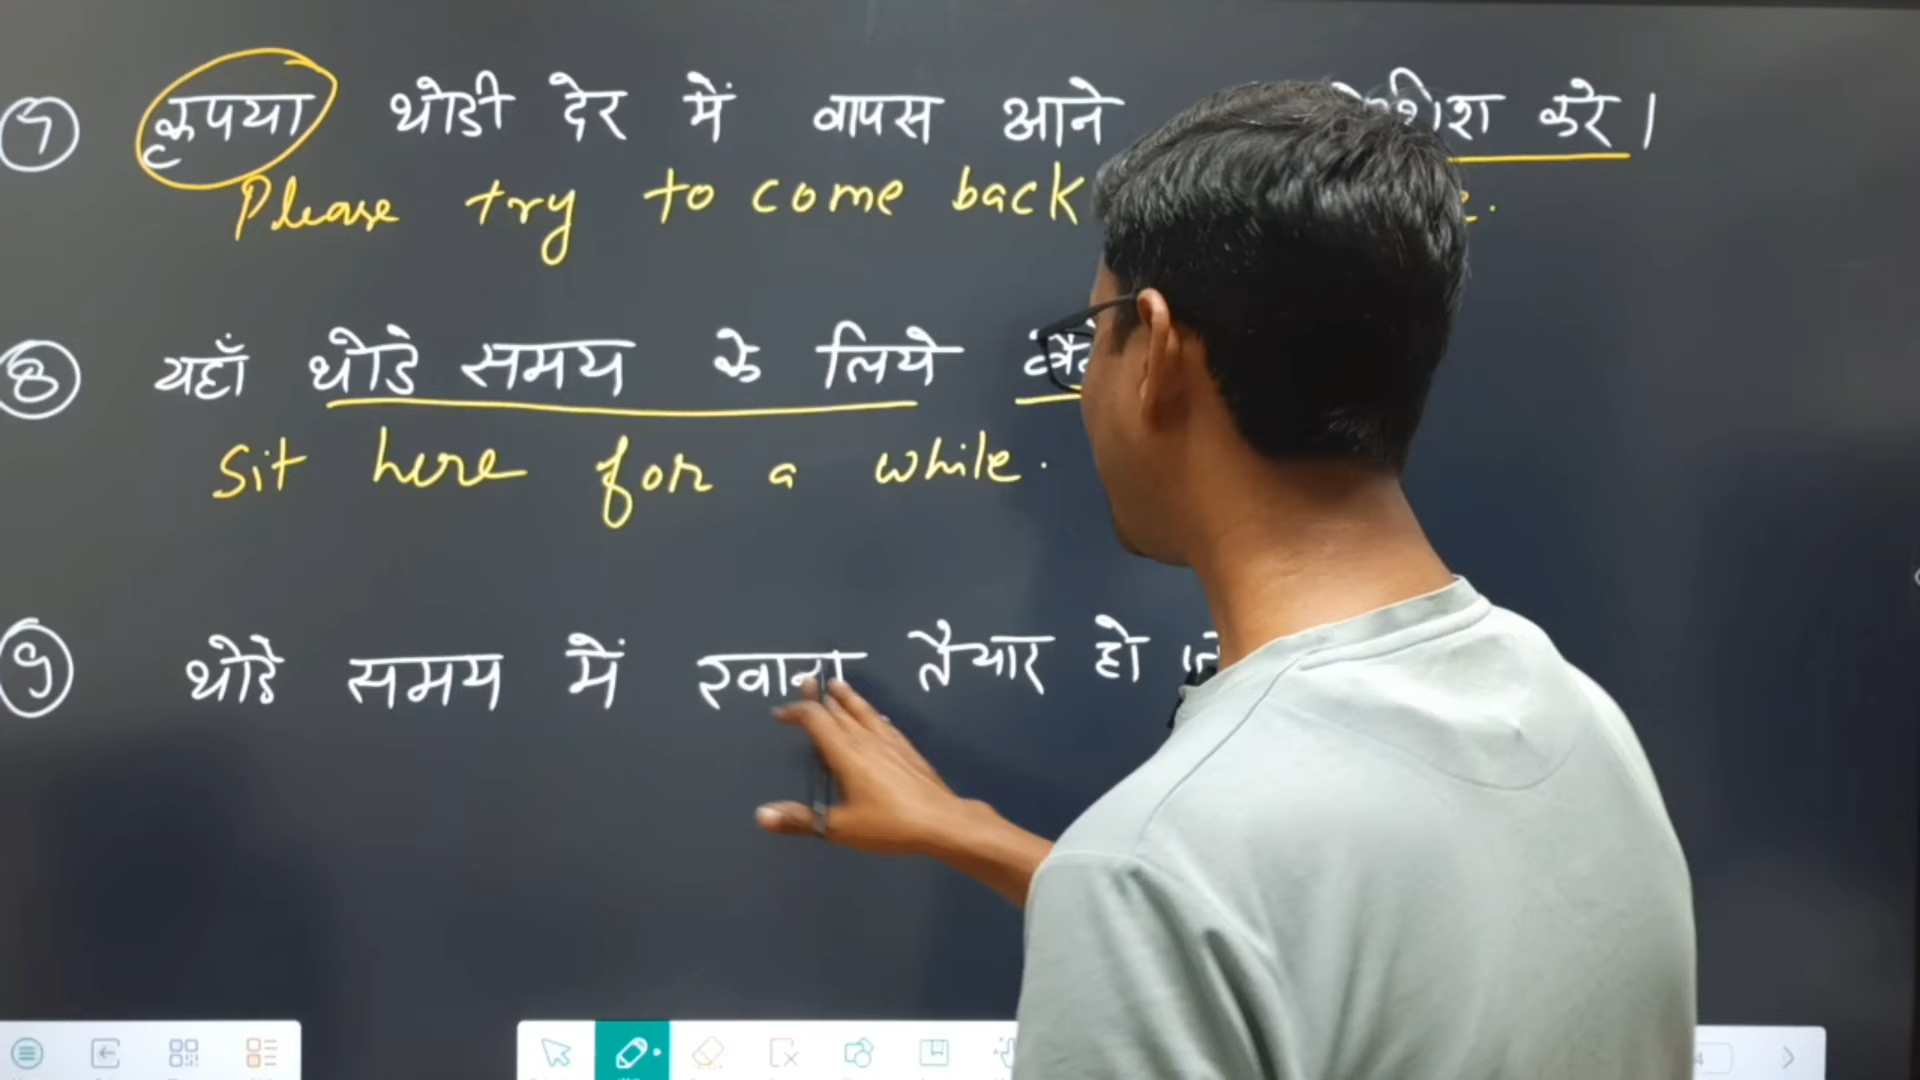 7 कृपया थोडी देर में वापस आने करे ।
Please try to come back
8 यहाँ थोडे समय के लिये
Sit here for a while.
9 थोडे समय में खाना तैयार हो